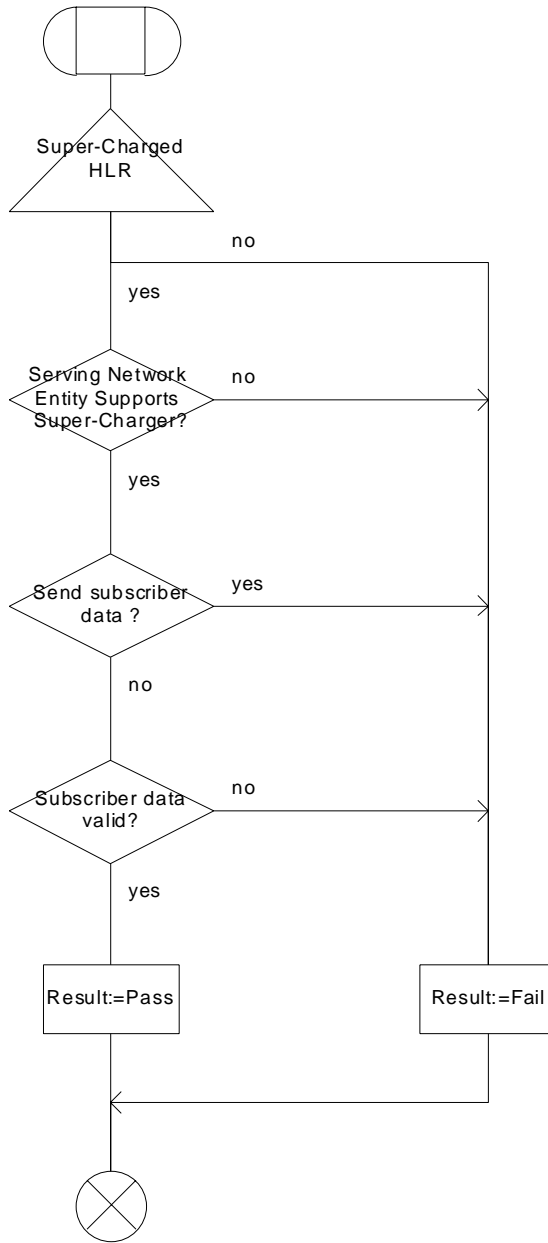 Super-Charged
HLR
no
yes
Serving Network
Entity Supports
Super-Charger?
no
yes
Send subscriber
data ?
yes
no
Subscriber data
valid?
no
yes
Result:=Pass
Result:=Fail